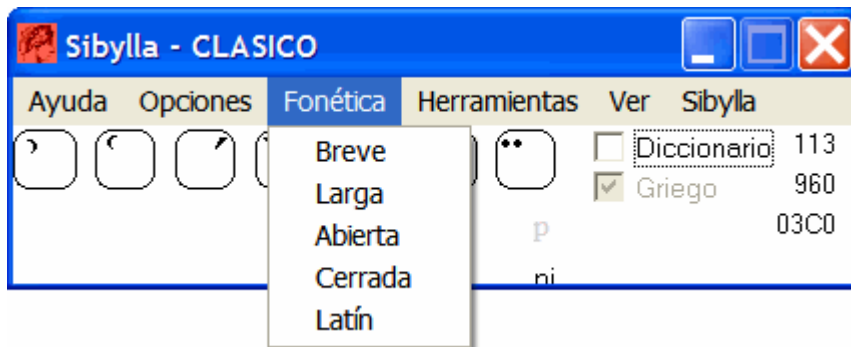 Sibylla - CLASICO
Ayuda Opciones Fonética Herramientas Ver Sibylla
Breve
Larga
Abierta
Cerrada
Latín
Diccionario 113
Griego 960
p 03C0